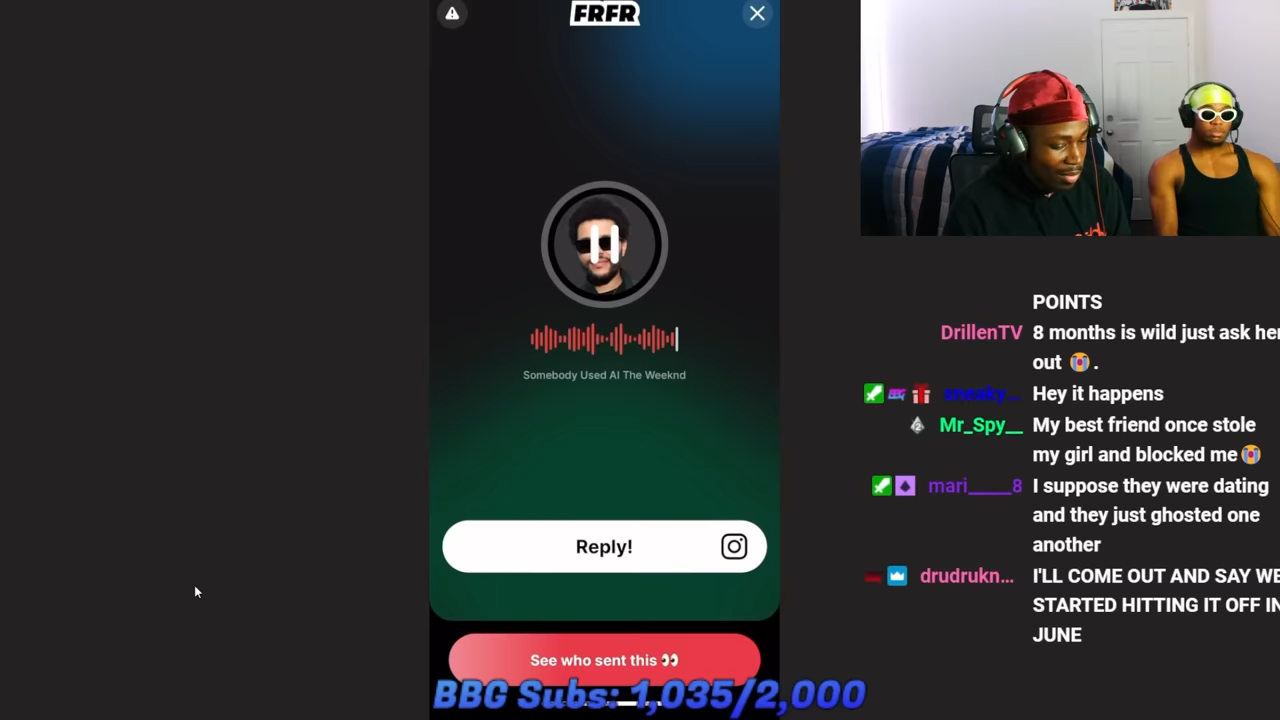 FRFR
Somebody Used AI The Weeknd
Reply!
See who sent this 👀
BBG Subs: 1,035/2,000
POINTS
DrillenTV 8 months is wild just ask her
out 😭 .
sneaky... Hey it happens
Mr_Spy__ My best friend once stole
my girl and blocked me😭
mari_____8 I suppose they were dating
and they just ghosted one
another
drudrukn... I'LL COME OUT AND SAY WE
STARTED HITTING IT OFF IN
JUNE